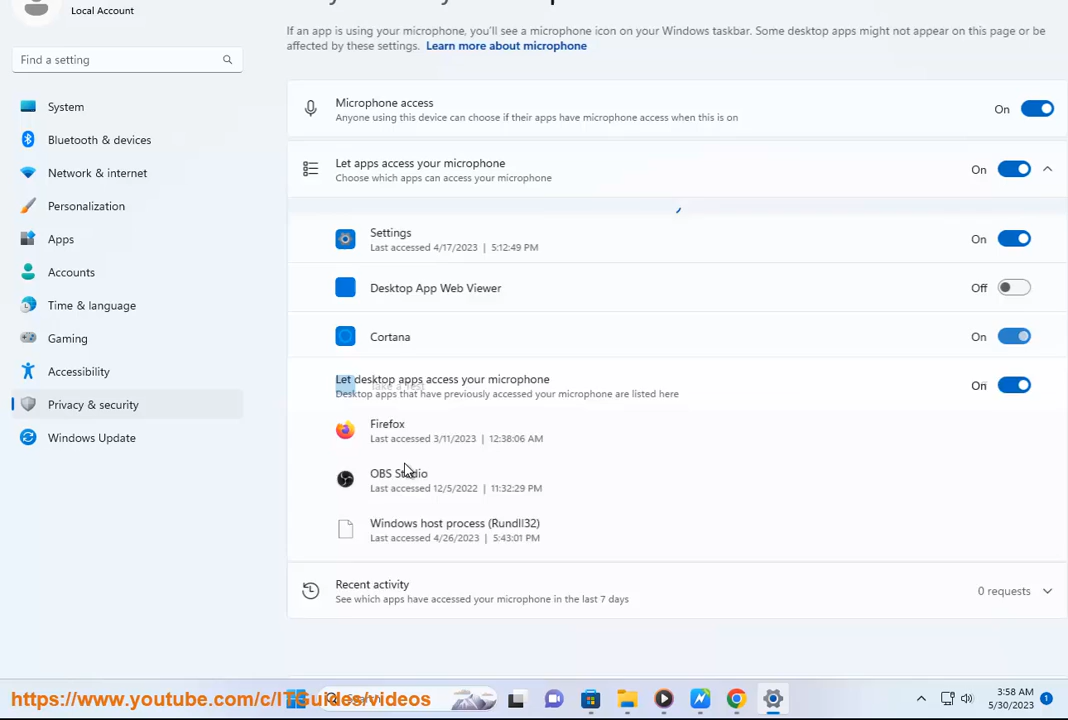 Local Account
If an app is using your microphone, you'll see a microphone icon on your Windows taskbar. Some desktop apps might not appear on this page or be
affected by these settings. Learn more about microphone
Find a setting
System
Bluetooth & devices
Network & internet
Personalization
Apps
Accounts
Time & language
Gaming
Accessibility
Privacy & security
Windows Update
Microphone access
Anyone using this device can choose if their apps have microphone access when this is on
On
Let apps access your microphone
Choose which apps can access your microphone
On
Settings
Last accessed 4/17/2023 | 5:12:49 PM
On
Desktop App Web Viewer
Off
Cortana
On
Let desktop apps access your microphone
Take a Test
Desktop apps that have previously accessed your microphone are listed here
On
Firefox
Last accessed 3/11/2023 | 12:38:06 AM
OBS Studio
Last accessed 12/5/2022 | 11:32:29 PM
Windows host process (Rundll32)
Last accessed 4/26/2023 | 5:43:01 PM
Recent activity
See which apps have accessed your microphone in the last 7 days
0 requests
https://www.youtube.com/c/ITGuides/videos
3:58 AM
5/30/2023
1